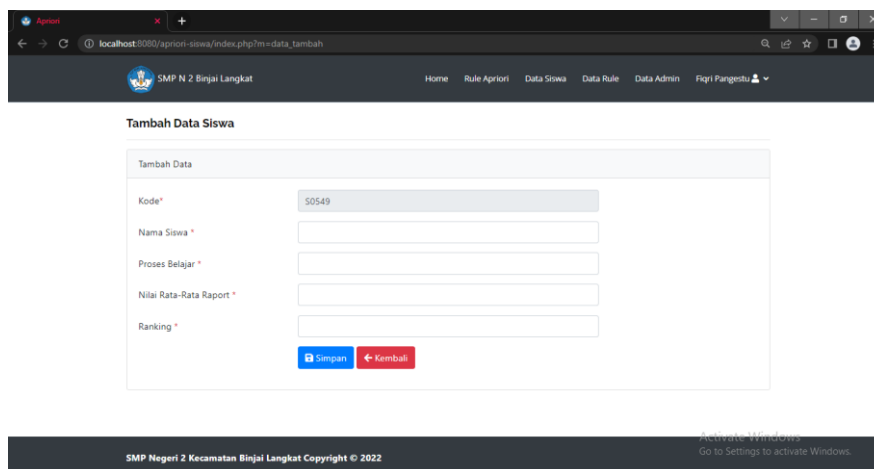 Apriori
localhost:8080/apriori-siswa/index.php?m=data_tambah
SMP N 2 Binjai Langkat Home Rule Apriori Data Siswa Data Rule Data Admin Fiqri Pangestu
Tambah Data Siswa
Tambah Data
Kode* S0549
Nama Siswa *
Proses Belajar *
Nilai Rata-Rata Raport *
Ranking *
Simpan Kembali
Activate Windows
Go to Settings to activate Windows.
SMP Negeri 2 Kecamatan Binjai Langkat Copyright © 2022